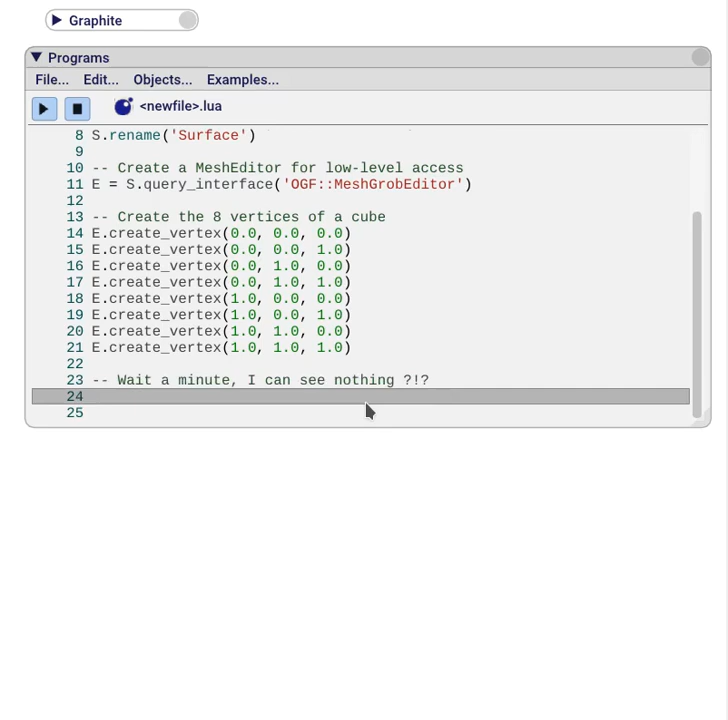 Graphite
Programs
File... Edit... Objects... Examples...
<newfile>.lua
8 S.rename('Surface')
9
10 -- Create a MeshEditor for low-level access
11 E = S.query_interface('OGF::MeshGrobEditor')
12
13 -- Create the 8 vertices of a cube
14 E.create_vertex(0.0, 0.0, 0.0)
15 E.create_vertex(0.0, 0.0, 1.0)
16 E.create_vertex(0.0, 1.0, 0.0)
17 E.create_vertex(0.0, 1.0, 1.0)
18 E.create_vertex(1.0, 0.0, 0.0)
19 E.create_vertex(1.0, 0.0, 1.0)
20 E.create_vertex(1.0, 1.0, 0.0)
21 E.create_vertex(1.0, 1.0, 1.0)
22
23 -- Wait a minute, I can see nothing ?!?
24
25